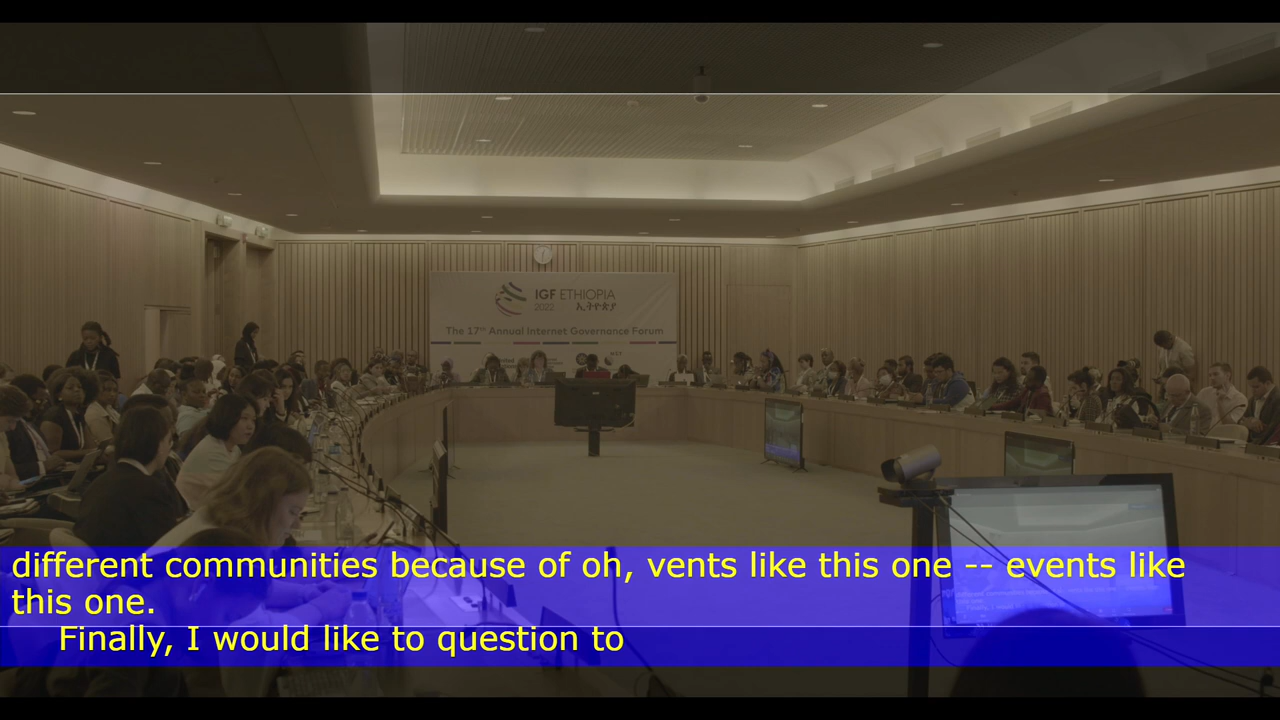 IGF ETHIOPIA
2022 ኢትዮጵያ
The 17th Annual Internet Governance Forum
different communities because of oh, vents like this one -- events like
this one.
Finally, I would like to question to